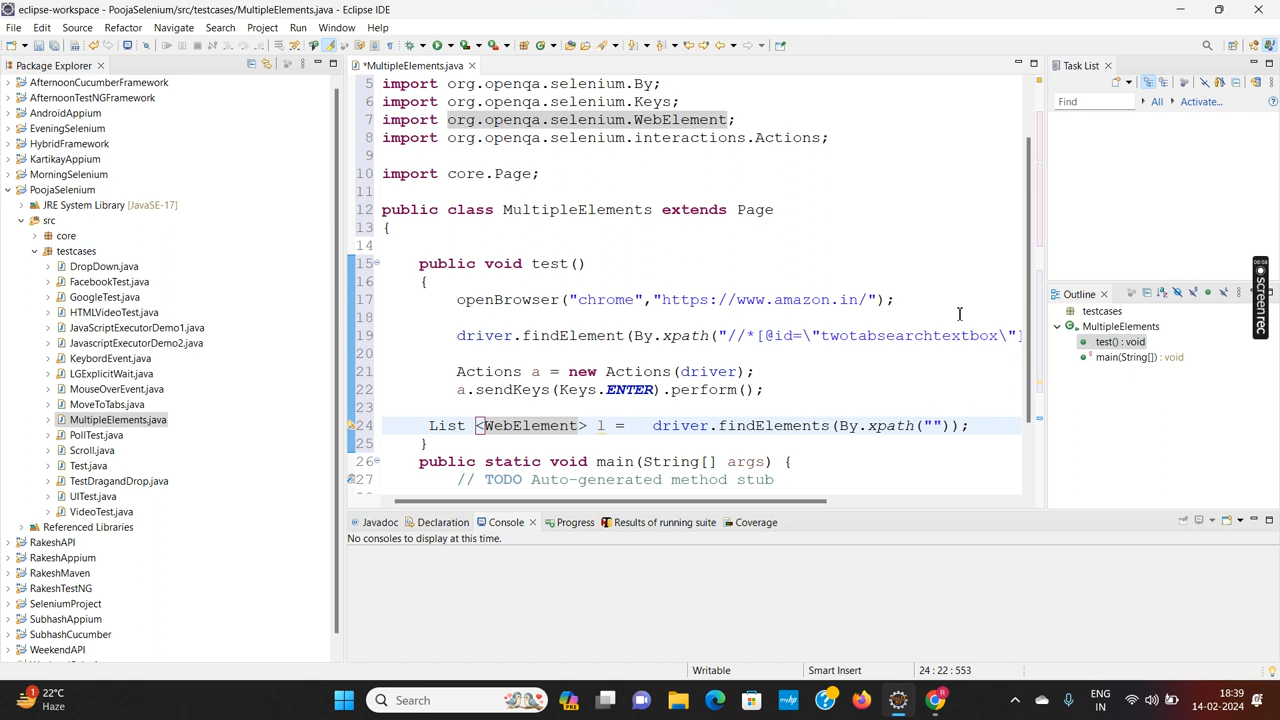 eclipse-workspace - PoojaSelenium/src/testcases/MultipleElements.java - Eclipse IDE
File Edit Source Refactor Navigate Search Project Run Window Help
Package Explorer
AfternoonCucumberFramework
AfternoonTestNGFramework
AndroidAppium
EveningSelenium
HybridFramework
KartikayAppium
MorningSelenium
PoojaSelenium
JRE System Library [JavaSE-17]
src
core
testcases
DropDown.java
FacebookTest.java
GoogleTest.java
HTMLVideoTest.java
JavaScriptExecutorDemo1.java
JavascriptExecutorDemo2.java
KeybordEvent.java
LGExplicitWait.java
MouseOverEvent.java
MoveToTabs.java
MultipleElements.java
PollTest.java
Scroll.java
Test.java
TestDragandDrop.java
UITest.java
VideoTest.java
Referenced Libraries
RakeshAPI
RakeshAppium
RakeshMaven
RakeshTestNG
SeleniumProject
SubhashAppium
SubhashCucumber
WeekendAPI
*MultipleElements.java
5 import org.openqa.selenium.By;
6 import org.openqa.selenium.Keys;
7 import org.openqa.selenium.WebElement;
8 import org.openqa.selenium.interactions.Actions;
9
10 import core.Page;
11
12 public class MultipleElements extends Page
13 {
14
15 public void test()
16 {
17 openBrowser("chrome","https://www.amazon.in/");
18
19 driver.findElement(By.xpath("//*[@id=\"twotabsearchtextbox\"]
20
21 Actions a = new Actions(driver);
22 a.sendKeys(Keys.ENTER).perform();
23
24 List <WebElement> l = driver.findElements(By.xpath(""));
25 }
26 public static void main(String[] args) {
27 // TODO Auto-generated method stub
Task List
Find All Activate...
Outline
testcases
MultipleElements
test() : void
main(String[]) : void
06:58
screenrec
Javadoc Declaration Console Progress Results of running suite Coverage
No consoles to display at this time.
Writable Smart Insert 24 : 22 : 553
22°C
Haze
Search
ENG
IN
18:39
14-02-2024